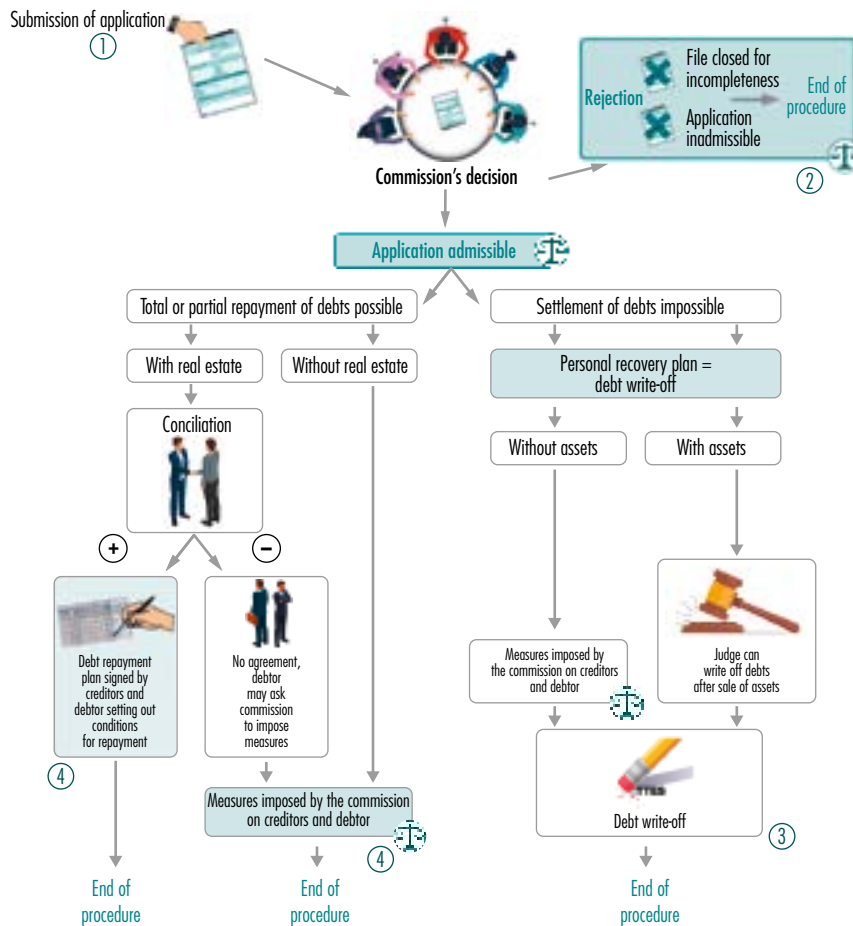 Submission of application
1
Commission's decision
Rejection
File closed for
incompleteness
Application
inadmissible
End of
procedure
2
Application admissible
Total or partial repayment of debts possible
Settlement of debts impossible
With real estate
Without real estate
Personal recovery plan =
debt write-off
Conciliation
Without assets
With assets
+
−
Debt repayment
plan signed by
creditors and
debtor setting out
conditions
for repayment
4
No agreement,
debtor
may ask
commission
to impose
measures
Measures imposed by
the commission on creditors
and debtor
Judge can
write off debts
after sale of assets
Measures imposed by the commission
on creditors and debtor
4
Debt write-off
3
End of
procedure
End of
procedure
End of
procedure